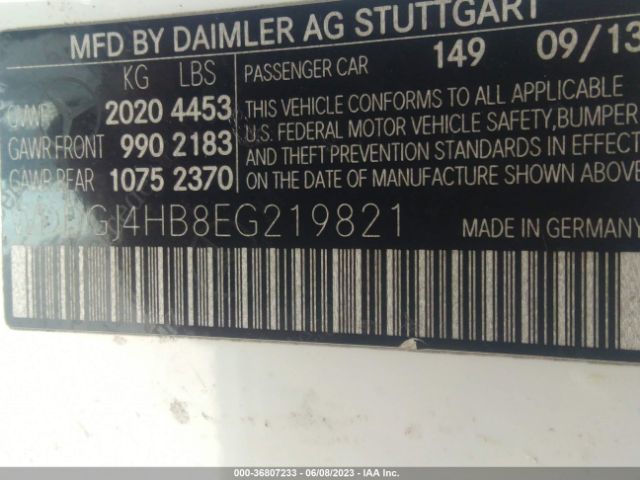 MFD BY DAIMLER AG STUTTGART
KG LBS PASSENGER CAR 149 09/13
GVWR 2020 4453 THIS VEHICLE CONFORMS TO ALL APPLICABLE
U.S. FEDERAL MOTOR VEHICLE SAFETY, BUMPER
GAWR FRONT 990 2183 AND THEFT PREVENTION STANDARDS IN EFFECT
GAWR REAR 1075 2370 ON THE DATE OF MANUFACTURE SHOWN ABOVE
GJ4HB8EG219821 MADE IN GERMANY
000-36807233 - 06/08/2023 - IAA Inc.